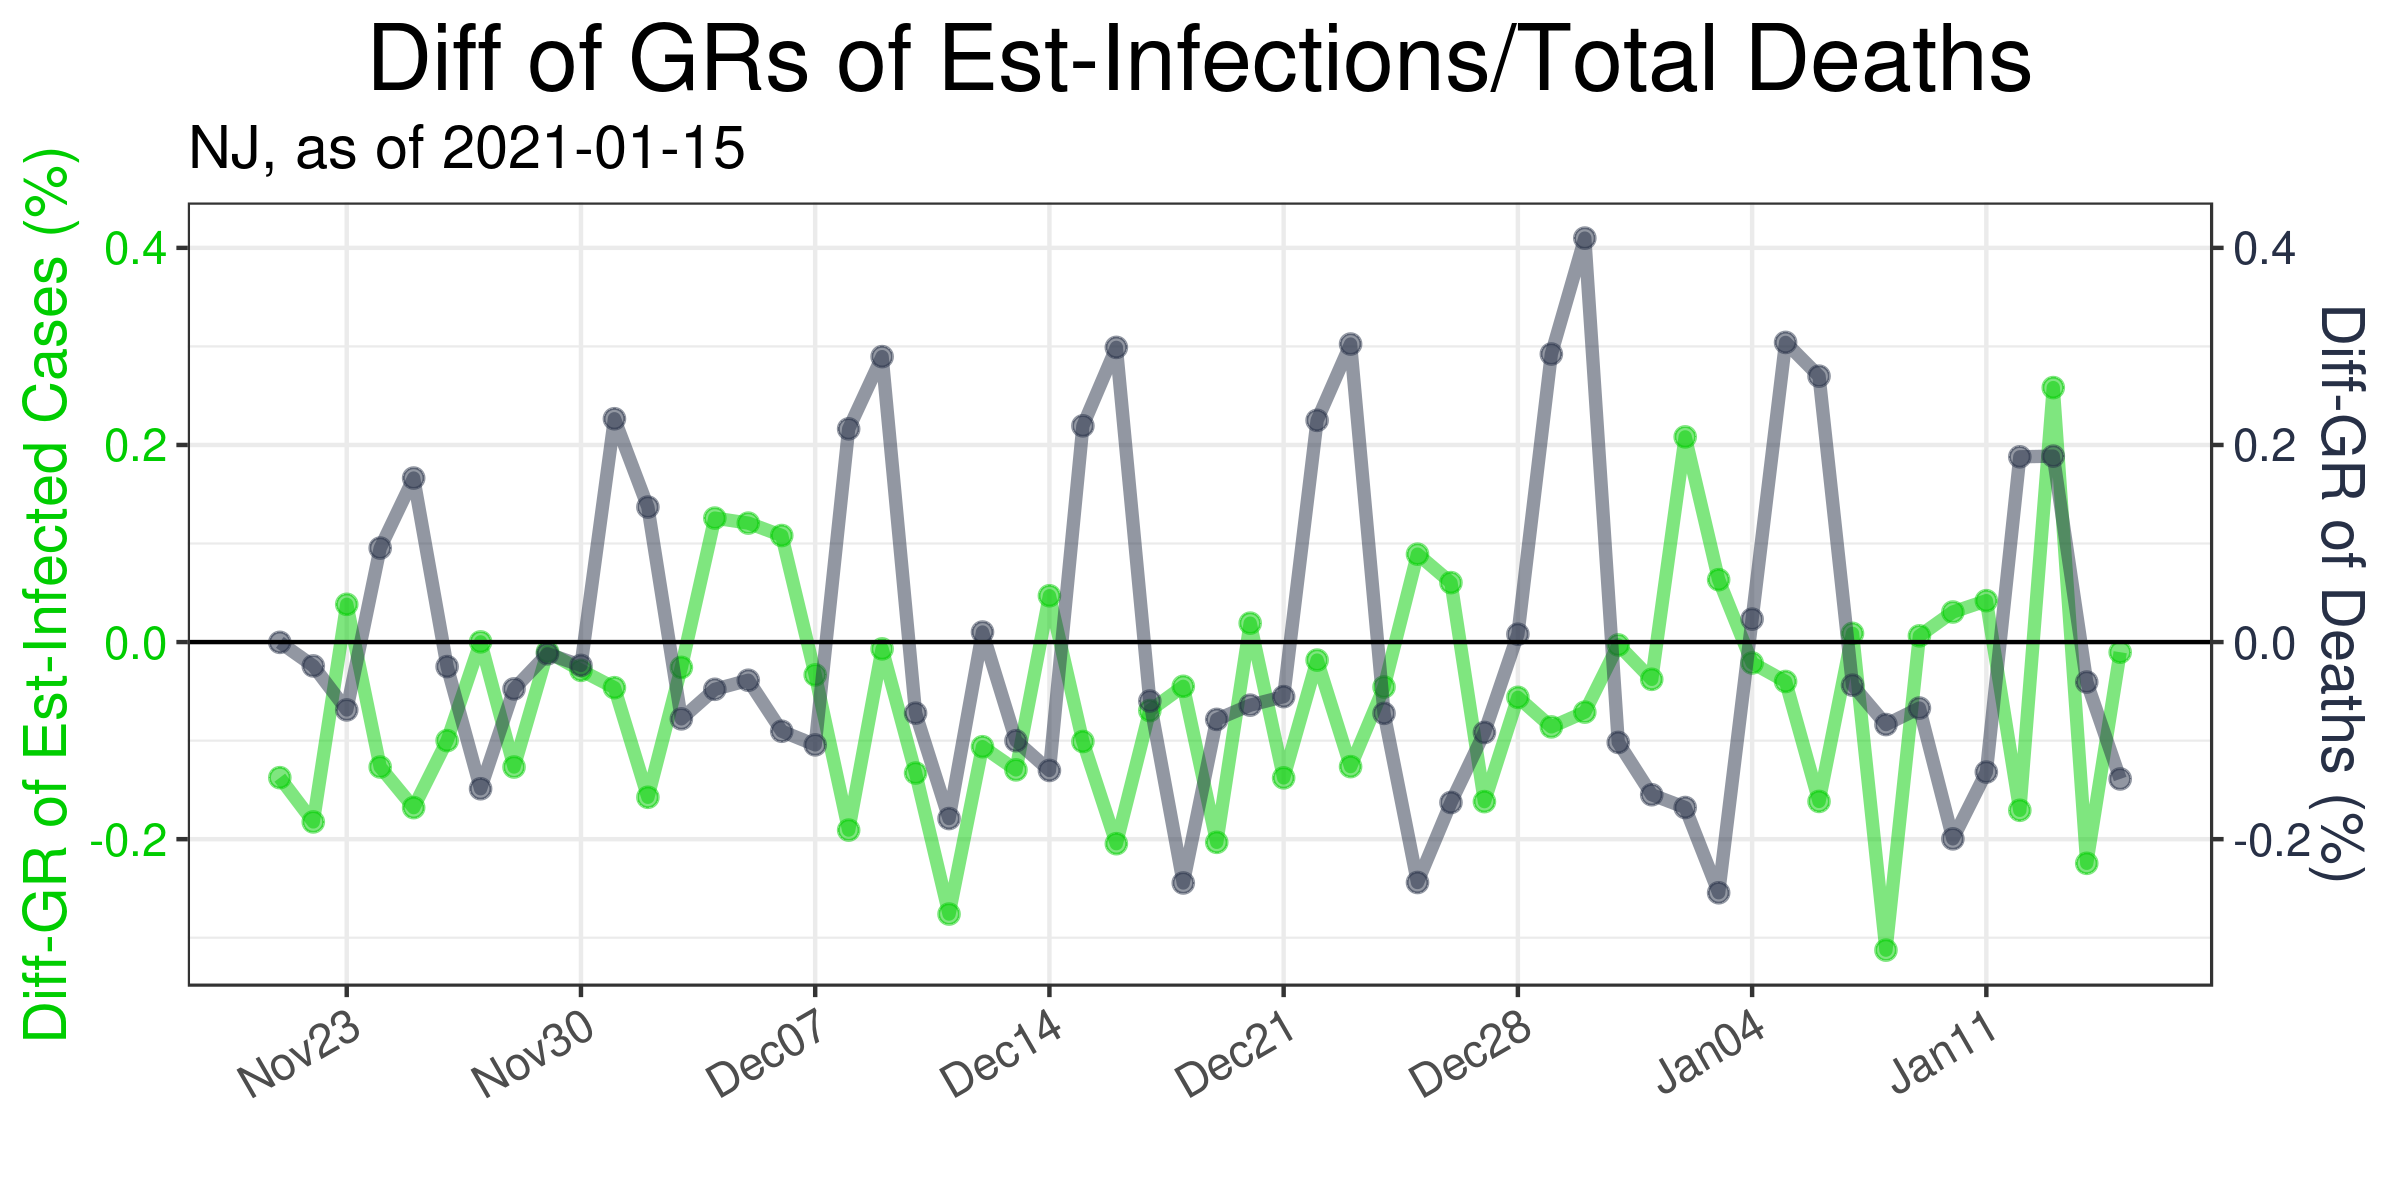 Diff of GRs of Est-Infections/Total Deaths
NJ, as of 2021-01-15
Diff-GR of Est-Infected Cases (%)
0.4
0.2
0.0
-0.2
0.4
0.2
0.0
-0.2
Diff-GR of Deaths (%)
Nov23
Nov30
Dec07
Dec14
Dec21
Dec28
Jan04
Jan11